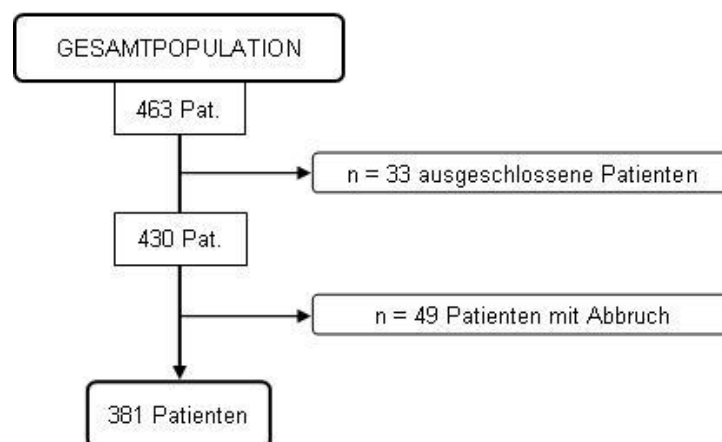 GESAMTPOPULATION
463 Pat.
n = 33 ausgeschlossene Patienten
430 Pat.
n = 49 Patienten mit Abbruch
381 Patienten